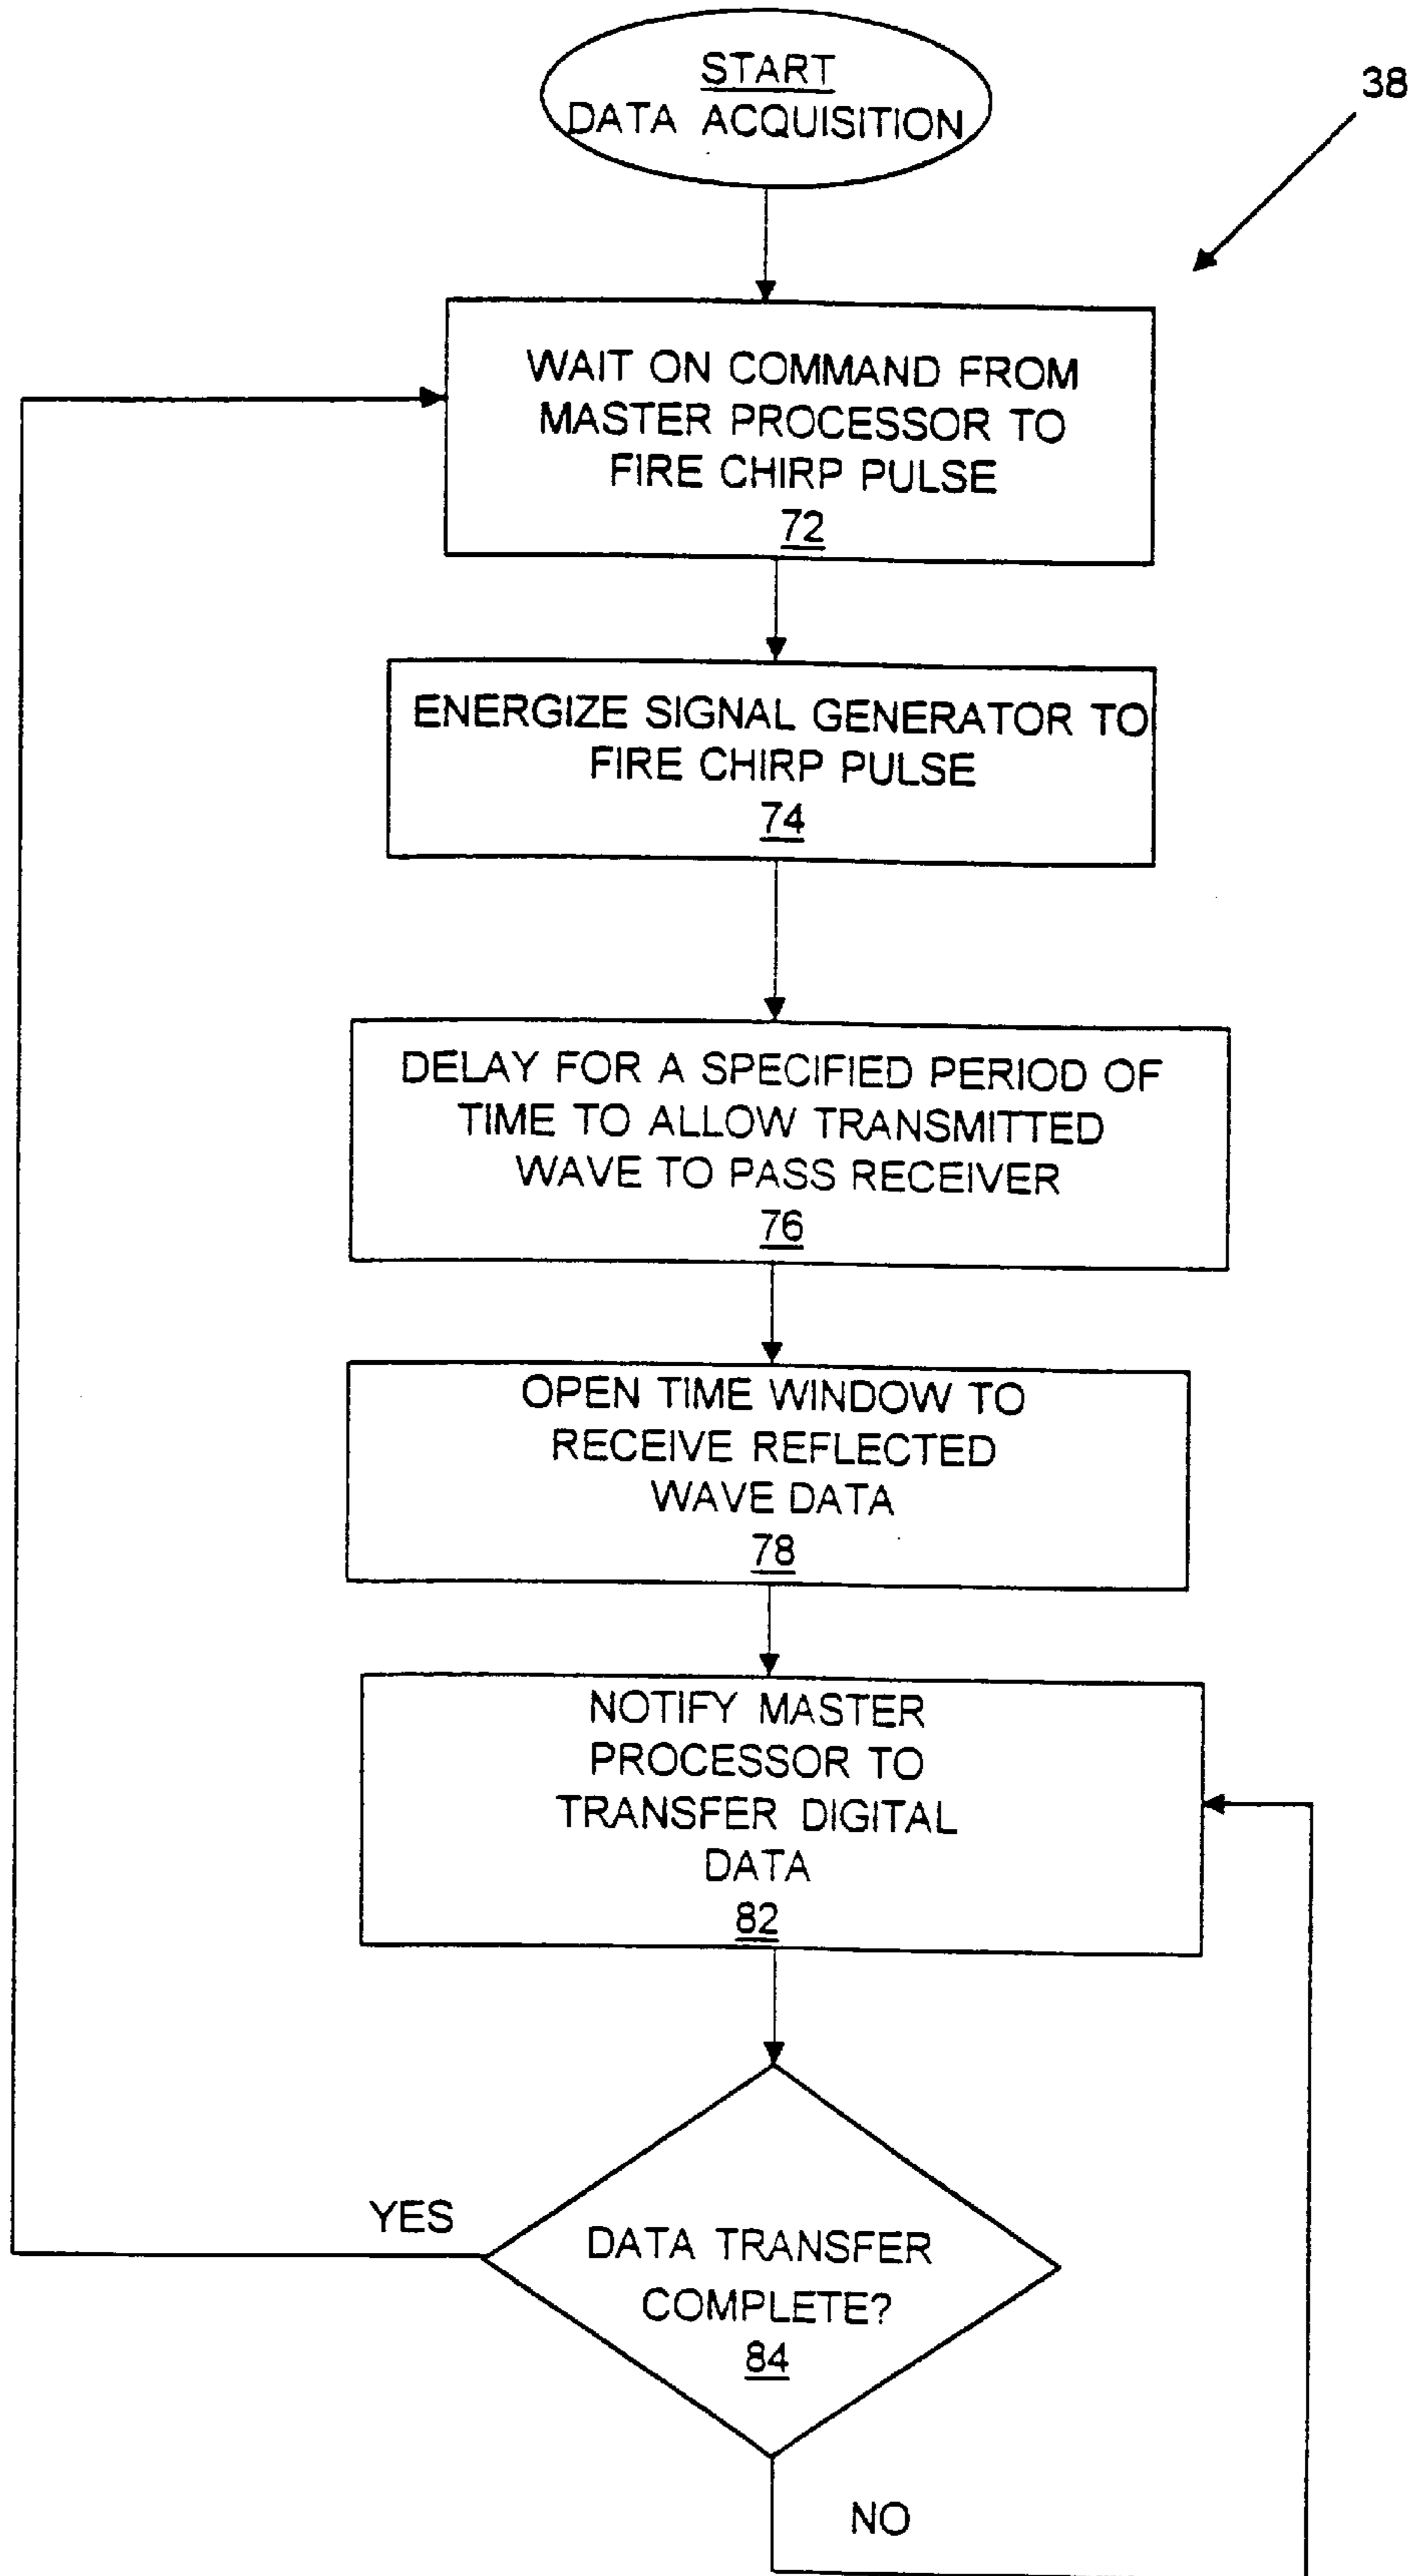 START
DATA ACQUISITION
38
WAIT ON COMMAND FROM
MASTER PROCESSOR TO
FIRE CHIRP PULSE
72
ENERGIZE SIGNAL GENERATOR TO
FIRE CHIRP PULSE
74
DELAY FOR A SPECIFIED PERIOD OF
TIME TO ALLOW TRANSMITTED
WAVE TO PASS RECEIVER
76
OPEN TIME WINDOW TO
RECEIVE REFLECTED
WAVE DATA
78
NOTIFY MASTER
PROCESSOR TO
TRANSFER DIGITAL
DATA
82
YES
DATA TRANSFER
COMPLETE?
84
NO